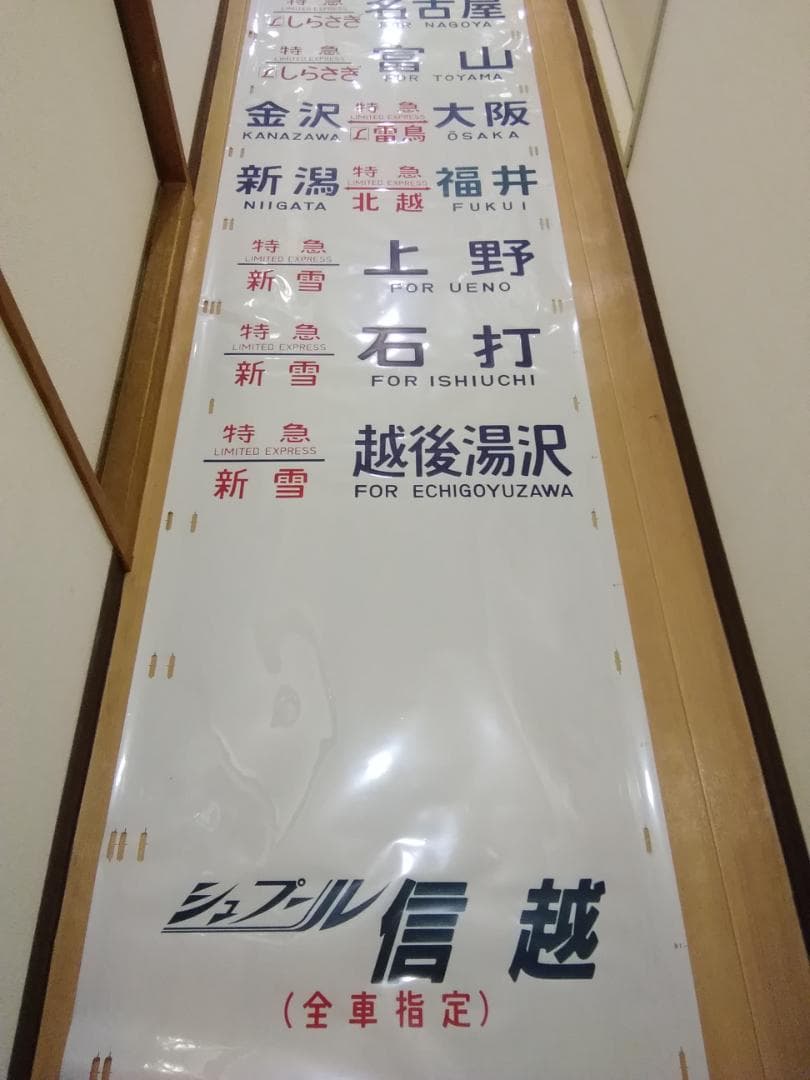 特急 名古屋
LIMITED EXPRESS
Lしらさぎ FOR NAGOYA
特急 富山
LIMITED EXPRESS
Lしらさぎ FOR TOYAMA
金沢 特急 大阪
KANAZAWA LIMITED EXPRESS ŌSAKA
L雷鳥
新潟 特急 福井
LIMITED EXPRESS
NIIGATA 北越 FUKUI
特急 上野
LIMITED EXPRESS
新雪 FOR UENO
特急 石打
LIMITED EXPRESS
新雪 FOR ISHIUCHI
特急 越後湯沢
LIMITED EXPRESS
新雪 FOR ECHIGOYUZAWA
シュプール信越
(全車指定)